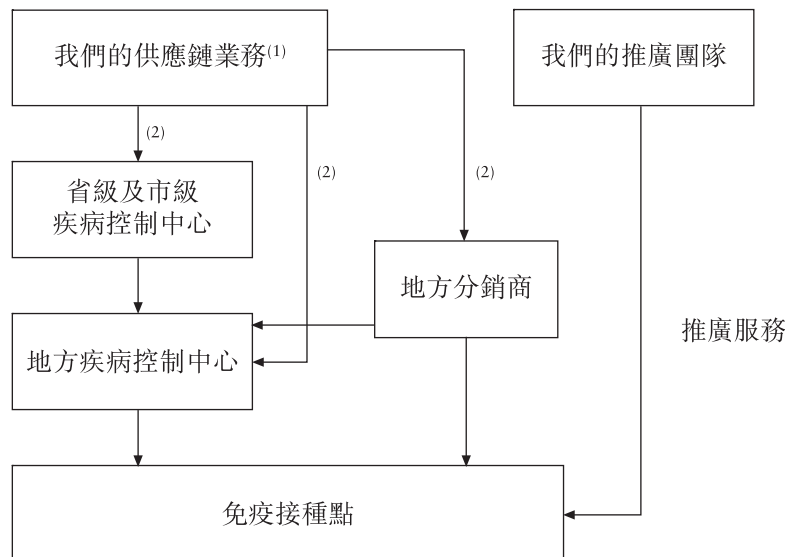 我們的供應鏈業務(1)
我們的推廣團隊
(2)
省級及市級
疾病控制中心
(2)
(2)
地方分銷商
推廣服務
地方疾病控制中心
免疫接種點